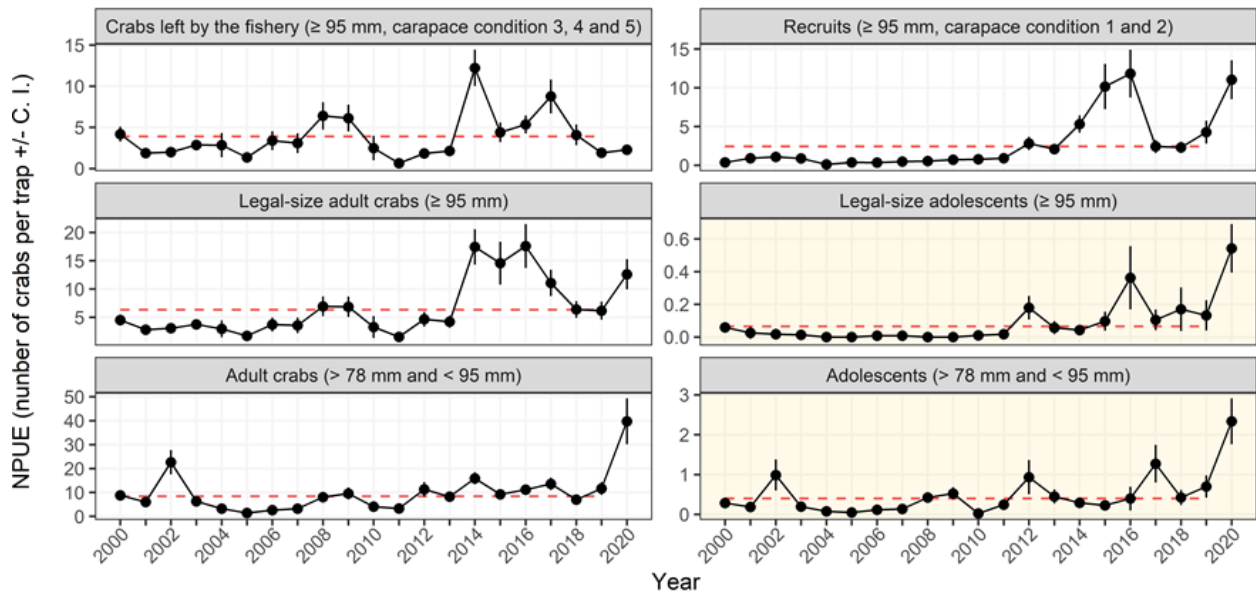 Crabs left by the fishery (≥ 95 mm, carapace condition 3, 4 and 5)
15
10
5
0
Recruits (≥ 95 mm, carapace condition 1 and 2)
15
10
5
0
Legal-size adult crabs (≥ 95 mm)
20
15
10
5
Legal-size adolescents (≥ 95 mm)
0.6
0.4
0.2
0.0
Adult crabs (> 78 mm and < 95 mm)
50
40
30
20
10
0
Adolescents (> 78 mm and < 95 mm)
3
2
1
0
2000 2002 2004 2006 2008 2010 2012 2014 2016 2018 2020
2000 2002 2004 2006 2008 2010 2012 2014 2016 2018 2020
Year
NPUE (nunber of crabs per trap +/- C. I.)